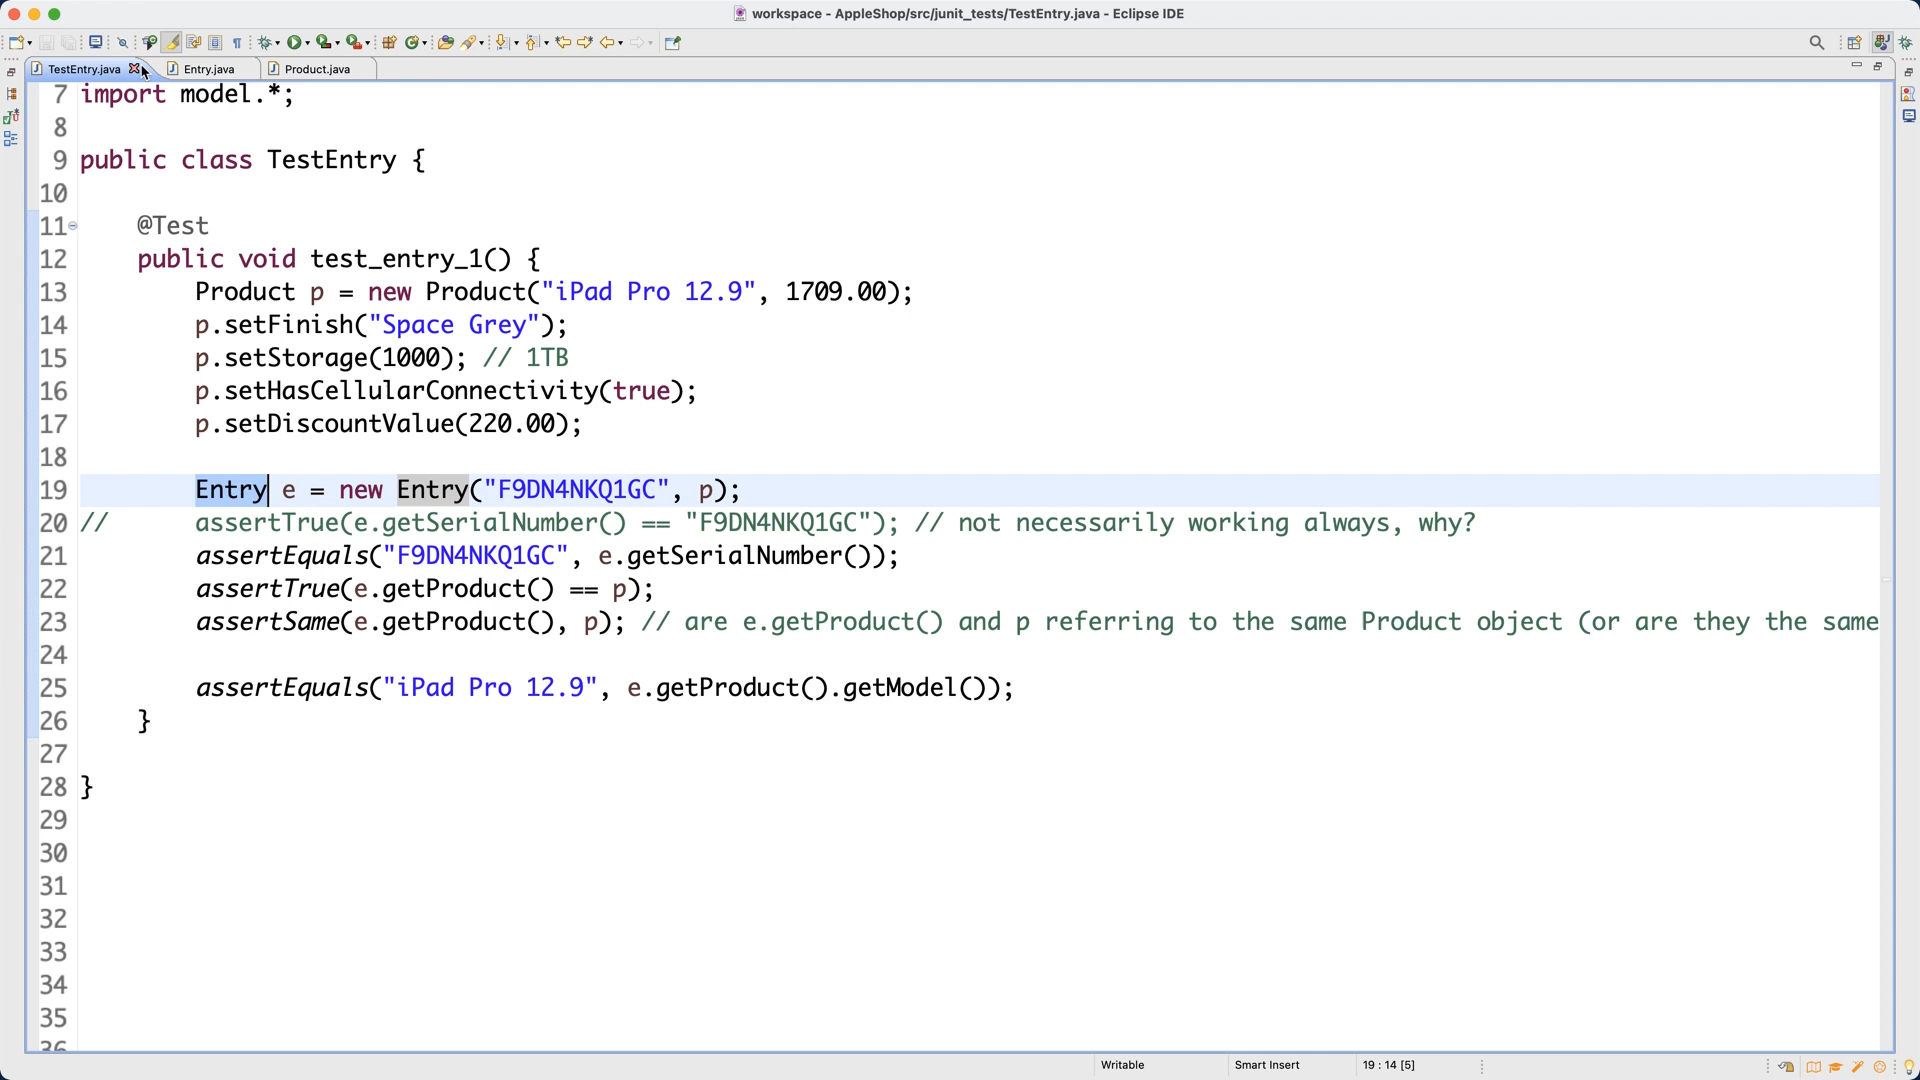 workspace - AppleShop/src/junit_tests/TestEntry.java - Eclipse IDE
TestEntry.java Entry.java Product.java
7 import model.*;
8
9 public class TestEntry {
10
11 @Test
12 public void test_entry_1() {
13 Product p = new Product("iPad Pro 12.9", 1709.00);
14 p.setFinish("Space Grey");
15 p.setStorage(1000); // 1TB
16 p.setHasCellularConnectivity(true);
17 p.setDiscountValue(220.00);
18
19 Entry e = new Entry("F9DN4NKQ1GC", p);
20 // assertTrue(e.getSerialNumber() == "F9DN4NKQ1GC"); // not necessarily working always, why?
21 assertEquals("F9DN4NKQ1GC", e.getSerialNumber());
22 assertTrue(e.getProduct() == p);
23 assertSame(e.getProduct(), p); // are e.getProduct() and p referring to the same Product object (or are they the same
24
25 assertEquals("iPad Pro 12.9", e.getProduct().getModel());
26 }
27
28 }
29
30
31
32
33
34
35
36
Writable Smart Insert 19 : 14 [5]